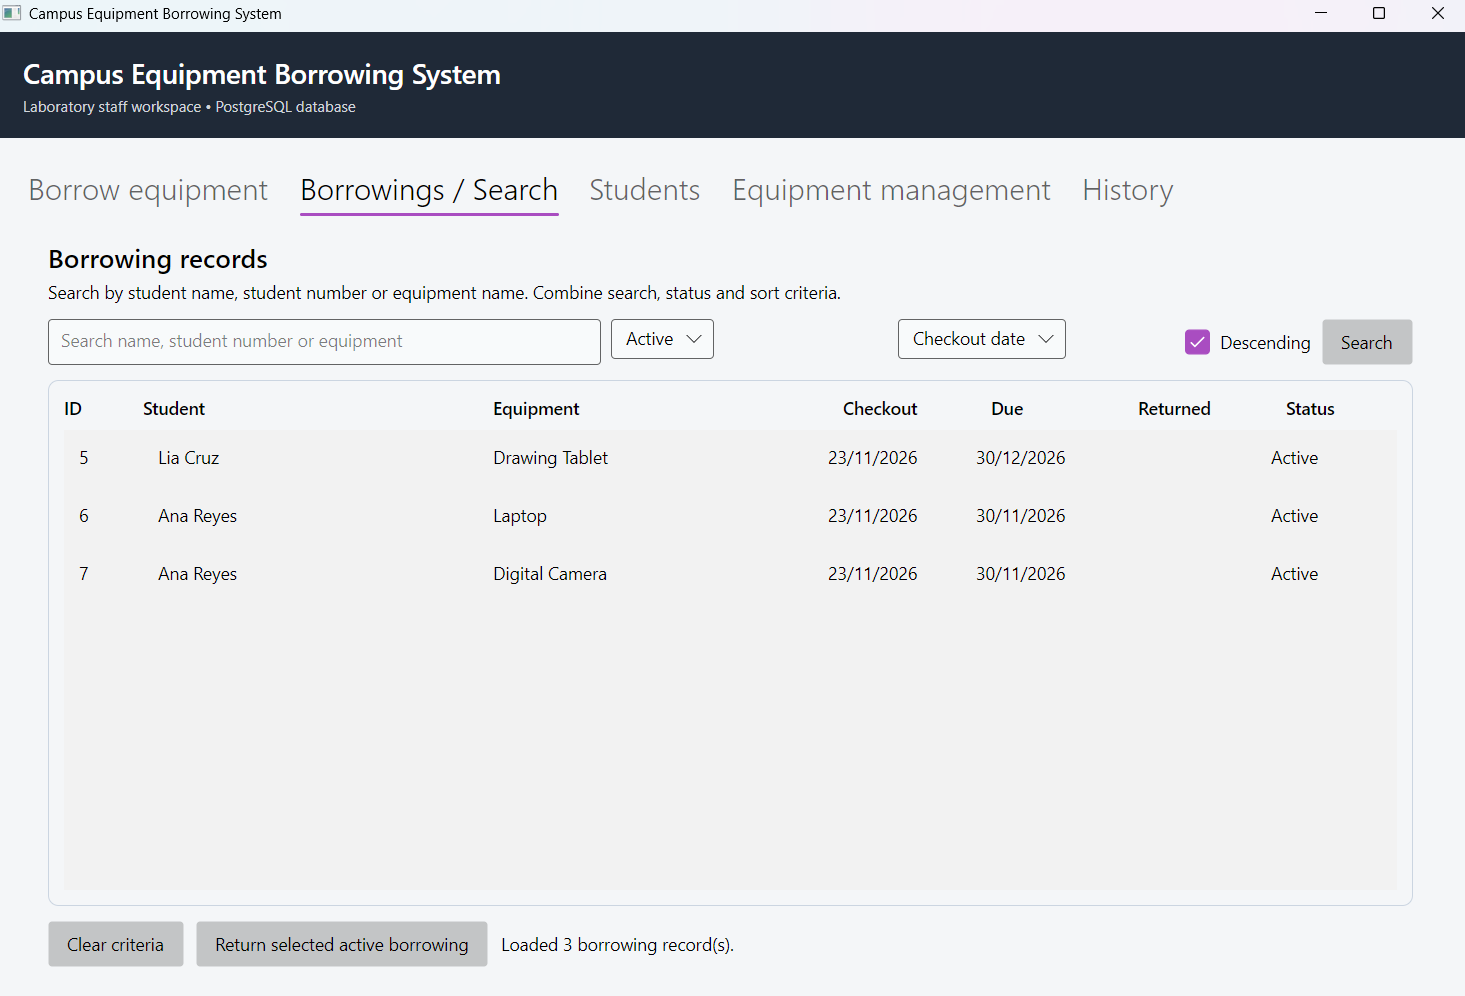 Campus Equipment Borrowing System
Campus Equipment Borrowing System
Laboratory staff workspace • PostgreSQL database
Borrow equipment Borrowings / Search Students Equipment management History
Borrowing records
Search by student name, student number or equipment name. Combine search, status and sort criteria.
Search name, student number or equipment Active Checkout date Descending Search
ID Student Equipment Checkout Due Returned Status
5 Lia Cruz Drawing Tablet 23/11/2026 30/12/2026 Active
6 Ana Reyes Laptop 23/11/2026 30/11/2026 Active
7 Ana Reyes Digital Camera 23/11/2026 30/11/2026 Active
Clear criteria Return selected active borrowing Loaded 3 borrowing record(s).